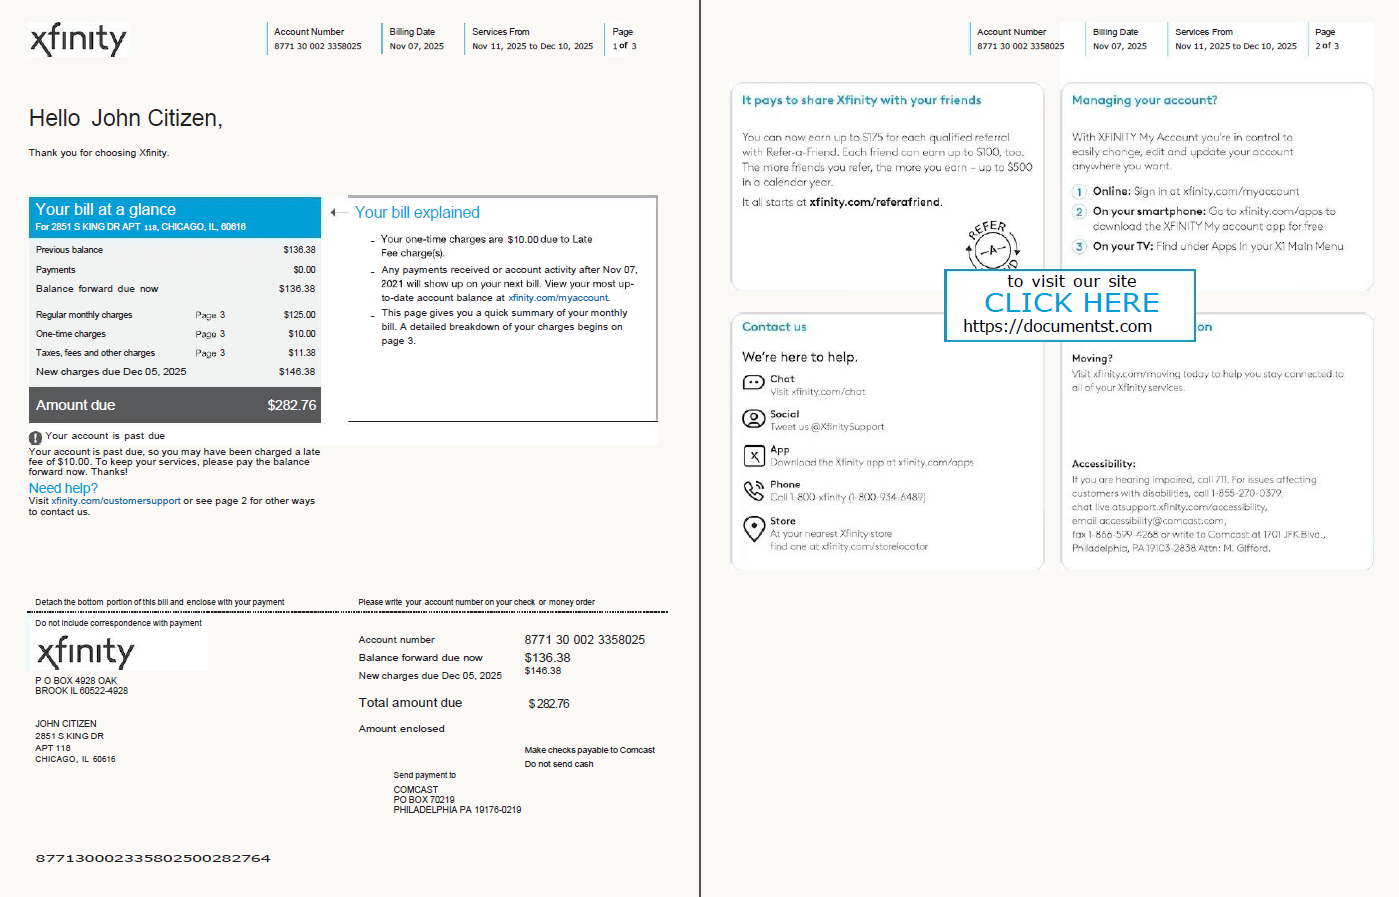 xfinity
Account Number
8771 30 002 3358025
Billing Date
Nov 07, 2025
Services From
Nov 11, 2025 to Dec 10, 2025
Page
1 of 3
Hello John Citizen,
Thank you for choosing Xfinity.
Your bill at a glance
For 2851 S KING DR APT 118, CHICAGO, IL, 60616
Previous balance $136.38
Payments $0.00
Balance forward due now $136.38
Regular monthly charges Page 3 $125.00
One-time charges Page 3 $10.00
Taxes, fees and other charges Page 3 $11.38
New charges due Dec 05, 2025 $146.38
Amount due $282.76
Your account is past due
Your account is past due, so you may have been charged a late
fee of $10.00. To keep your services, please pay the balance
forward now. Thanks!
Need help?
Visit xfinity.com/customersupport or see page 2 for other ways
to contact us.
Your bill explained
- Your one-time charges are $10.00 due to Late
Fee charge(s).
- Any payments received or account activity after Nov 07,
2021 will show up on your next bill. View your most up-
to-date account balance at xfinity.com/myaccount.
- This page gives you a quick summary of your monthly
bill. A detailed breakdown of your charges begins on
page 3.
Detach the bottom portion of this bill and enclose with your payment
Please write your account number on your check or money order
Do not include correspondence with payment
xfinity
P O BOX 4928 OAK
BROOK IL 60522-4928
JOHN CITIZEN
2851 S KING DR
APT 118
CHICAGO, IL 60616
Account number 8771 30 002 3358025
Balance forward due now $136.38
New charges due Dec 05, 2025 $146.38
Total amount due $282.76
Amount enclosed
Make checks payable to Comcast
Do not send cash
Send payment to
COMCAST
PO BOX 70219
PHILADELPHIA PA 19176-0219
877130002335802500282764
Account Number
8771 30 002 3358025
Billing Date
Nov 07, 2025
Services From
Nov 11, 2025 to Dec 10, 2025
Page
2 of 3
It pays to share Xfinity with your friends
You can now earn up to $175 for each qualified referral
with Refer-a-Friend. Each friend can earn up to $100, too.
The more friends you refer, the more you earn – up to $500
in a calendar year.
It all starts at xfinity.com/referafriend.
REFER
-A-
Managing your account?
With XFINITY My Account you're in control to
easily change, edit and update your account
anywhere you want.
1 Online: Sign in at xfinity.com/myaccount
2 On your smartphone: Go to xfinity.com/apps to
download the XFINITY My account app for free
3 On your TV: Find under Apps in your X1 Main Menu
to visit our site
CLICK HERE
https://documentst.com
Contact us
We're here to help.
Chat
Visit xfinity.com/chat
Social
Tweet us @XfinitySupport
App
Download the Xfinity app at xfinity.com/apps
Phone
Call 1-800-xfinity (1-800-934-6489)
Store
At your nearest Xfinity store
Find one at xfinity.com/storelocator
on
Moving?
Visit xfinity.com/moving today to help you stay connected to
all of your Xfinity services.
Accessibility:
If you are hearing impaired, call 711. For issues affecting
customers with disabilities, call 1-855-270-0379,
chat live atsupport.xfinity.com/accessibility,
email accessibility@comcast.com,
fax 1-866-599-4268 or write to Comcast at 1701 JFK Blvd.,
Philadelphia, PA 19103-2838 Attn: M. Gifford.